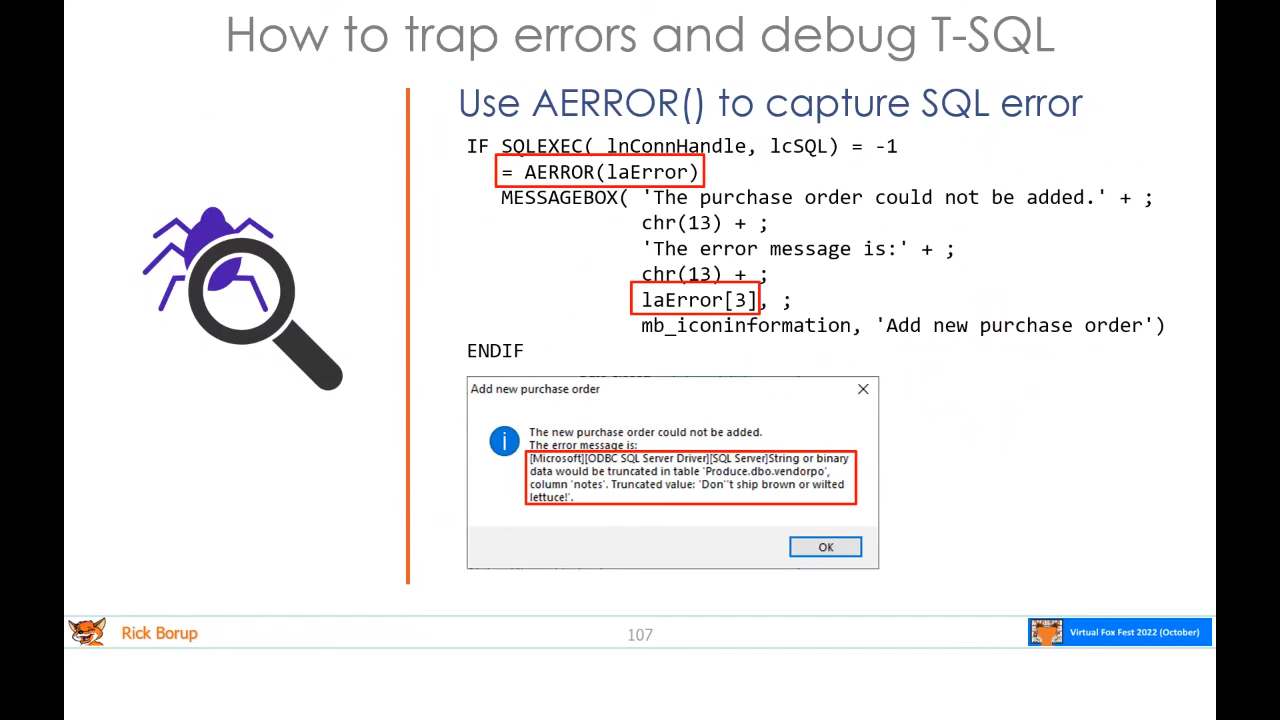 How to trap errors and debug T-SQL
Use AERROR() to capture SQL error
IF SQLEXEC( lnConnHandle, lcSQL) = -1
= AERROR(laError)
MESSAGEBOX( 'The purchase order could not be added.' + ;
chr(13) + ;
'The error message is:' + ;
chr(13) + ;
laError[3], ;
mb_iconinformation, 'Add new purchase order')
ENDIF
Add new purchase order
The new purchase order could not be added.
The error message is:
[Microsoft][ODBC SQL Server Driver][SQL Server]String or binary
data would be truncated in table 'Produce.dbo.vendorpo',
column 'notes'. Truncated value: 'Don''t ship brown or wilted
lettuce!'.
OK
Rick Borup
107
Virtual Fox Fest 2022 (October)